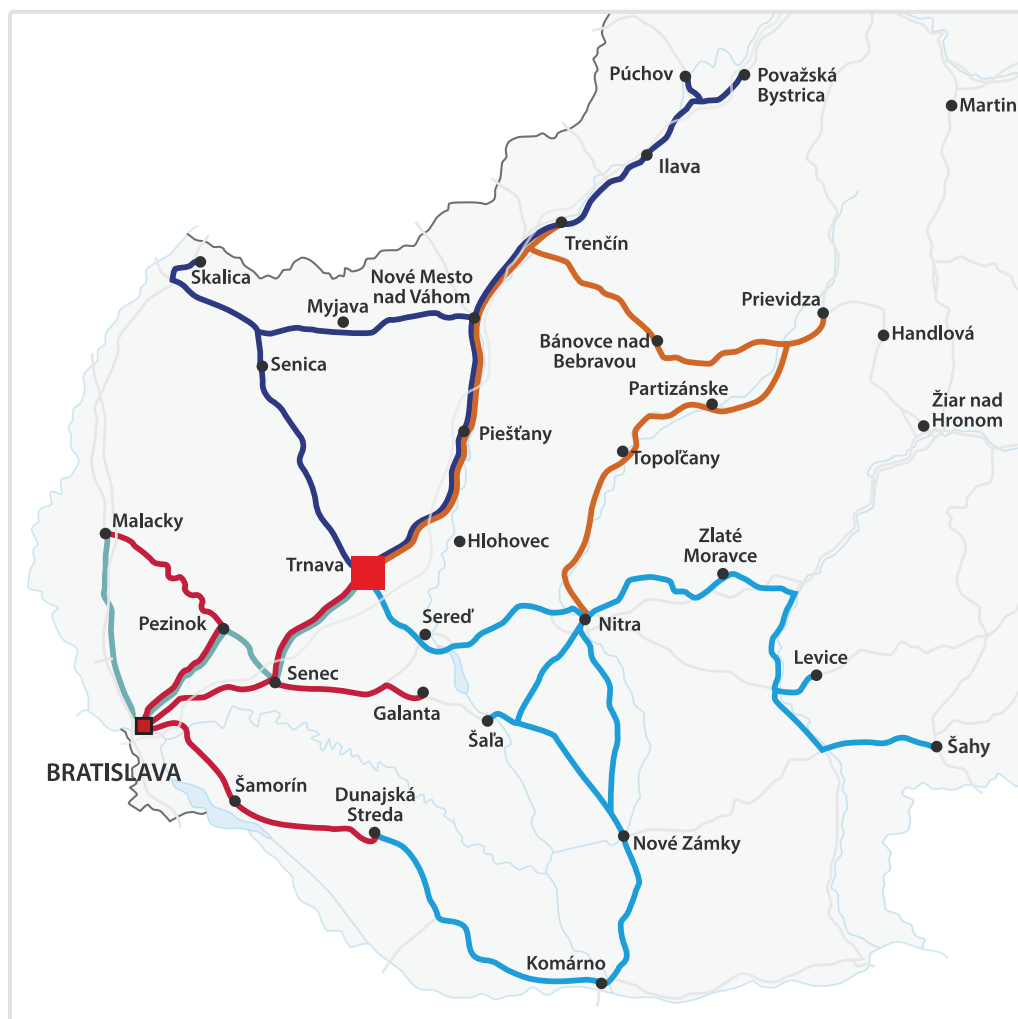 Púchov
Považská
Bystrica
Martin
Ilava
Trenčín
Skalica
Nové Mesto
nad Váhom
Myjava
Prievidza
Handlová
Bánovce nad
Bebravou
Senica
Partizánske
Žiar nad
Hronom
Piešťany
Topoľčany
Malacky
Hlohovec
Zlaté
Moravce
Trnava
Sereď
Pezinok
Nitra
Senec
Levice
Galanta
Šaľa
Šahy
BRATISLAVA
Šamorín
Dunajská
Streda
Nové Zámky
Komárno